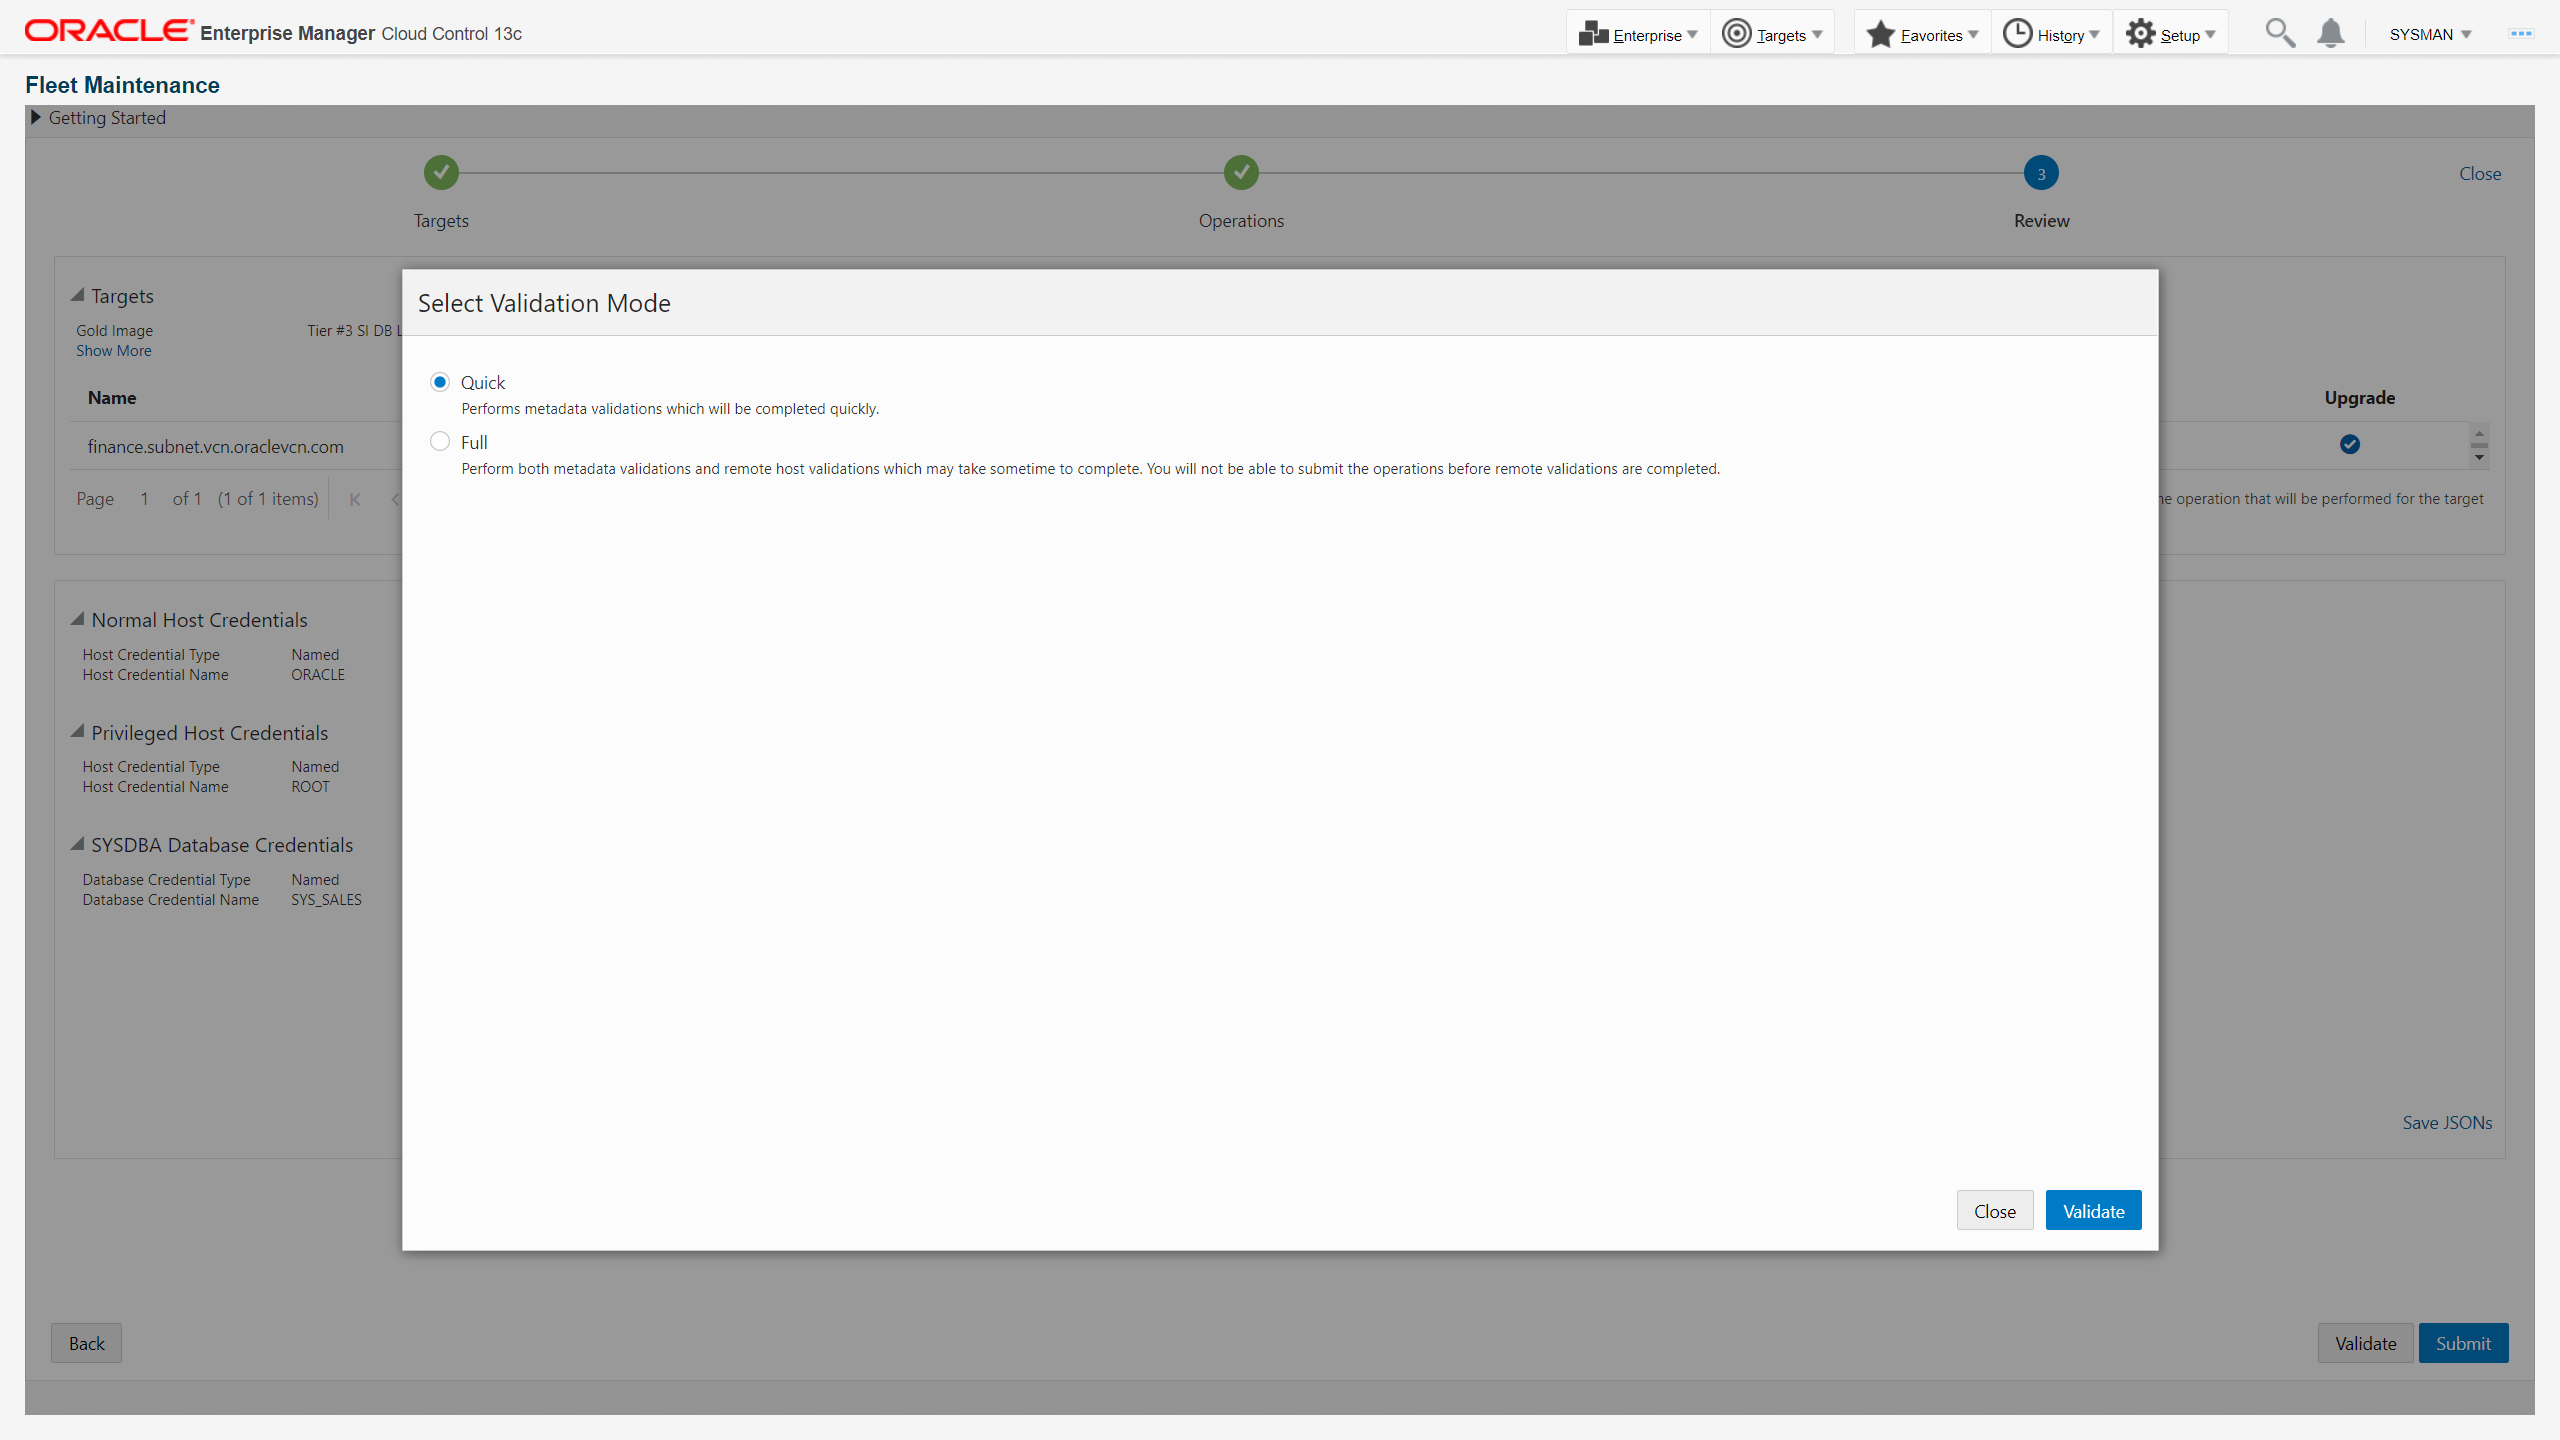 ORACLE Enterprise Manager Cloud Control 13c
Enterprise
Targets
Favorites
History
Setup
SYSMAN
Fleet Maintenance
Getting Started
3
Close
Targets
Operations
Review
Targets
Gold Image Tier #3 SI DB L
Show More
Name
Upgrade
finance.subnet.vcn.oraclevcn.com
Page 1 of 1 (1 of 1 items)
e operation that will be performed for the target
Select Validation Mode
Quick
Performs metadata validations which will be completed quickly.
Full
Perform both metadata validations and remote host validations which may take sometime to complete. You will not be able to submit the operations before remote validations are completed.
Close
Validate
Normal Host Credentials
Host Credential Type Named
Host Credential Name ORACLE
Privileged Host Credentials
Host Credential Type Named
Host Credential Name ROOT
SYSDBA Database Credentials
Database Credential Type Named
Database Credential Name SYS_SALES
Save JSONs
Back
Validate
Submit